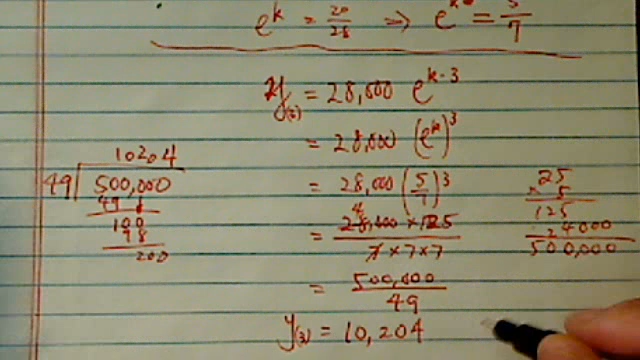 e^k = 20/28 ⟹ e^k = 5/7
y(3) = 28,000 e^{k·3}
= 28,000 (e^k)^3
= 28,000 (5/7)^3
= 28,000 × 125 / 7 × 7 × 7
4
= 500,000 / 49
y(3) = 10,204
10204
49 500,000
49
100
98
200
25
× 5
125
4000
500,000